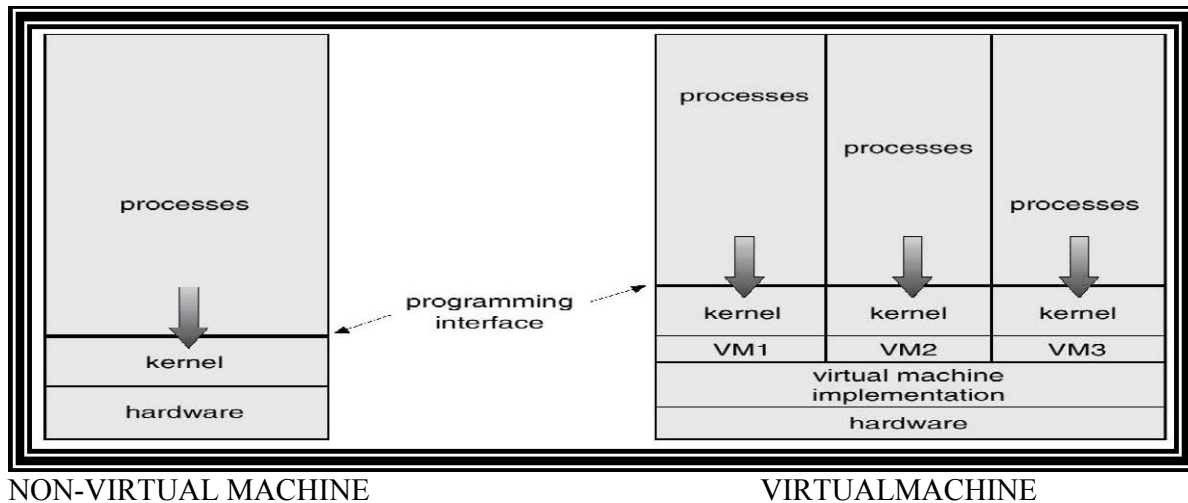 processes
kernel
hardware
programming
interface
processes
processes
processes
kernel kernel kernel
VM1 VM2 VM3
virtual machine
implementation
hardware
NON-VIRTUAL MACHINE VIRTUALMACHINE